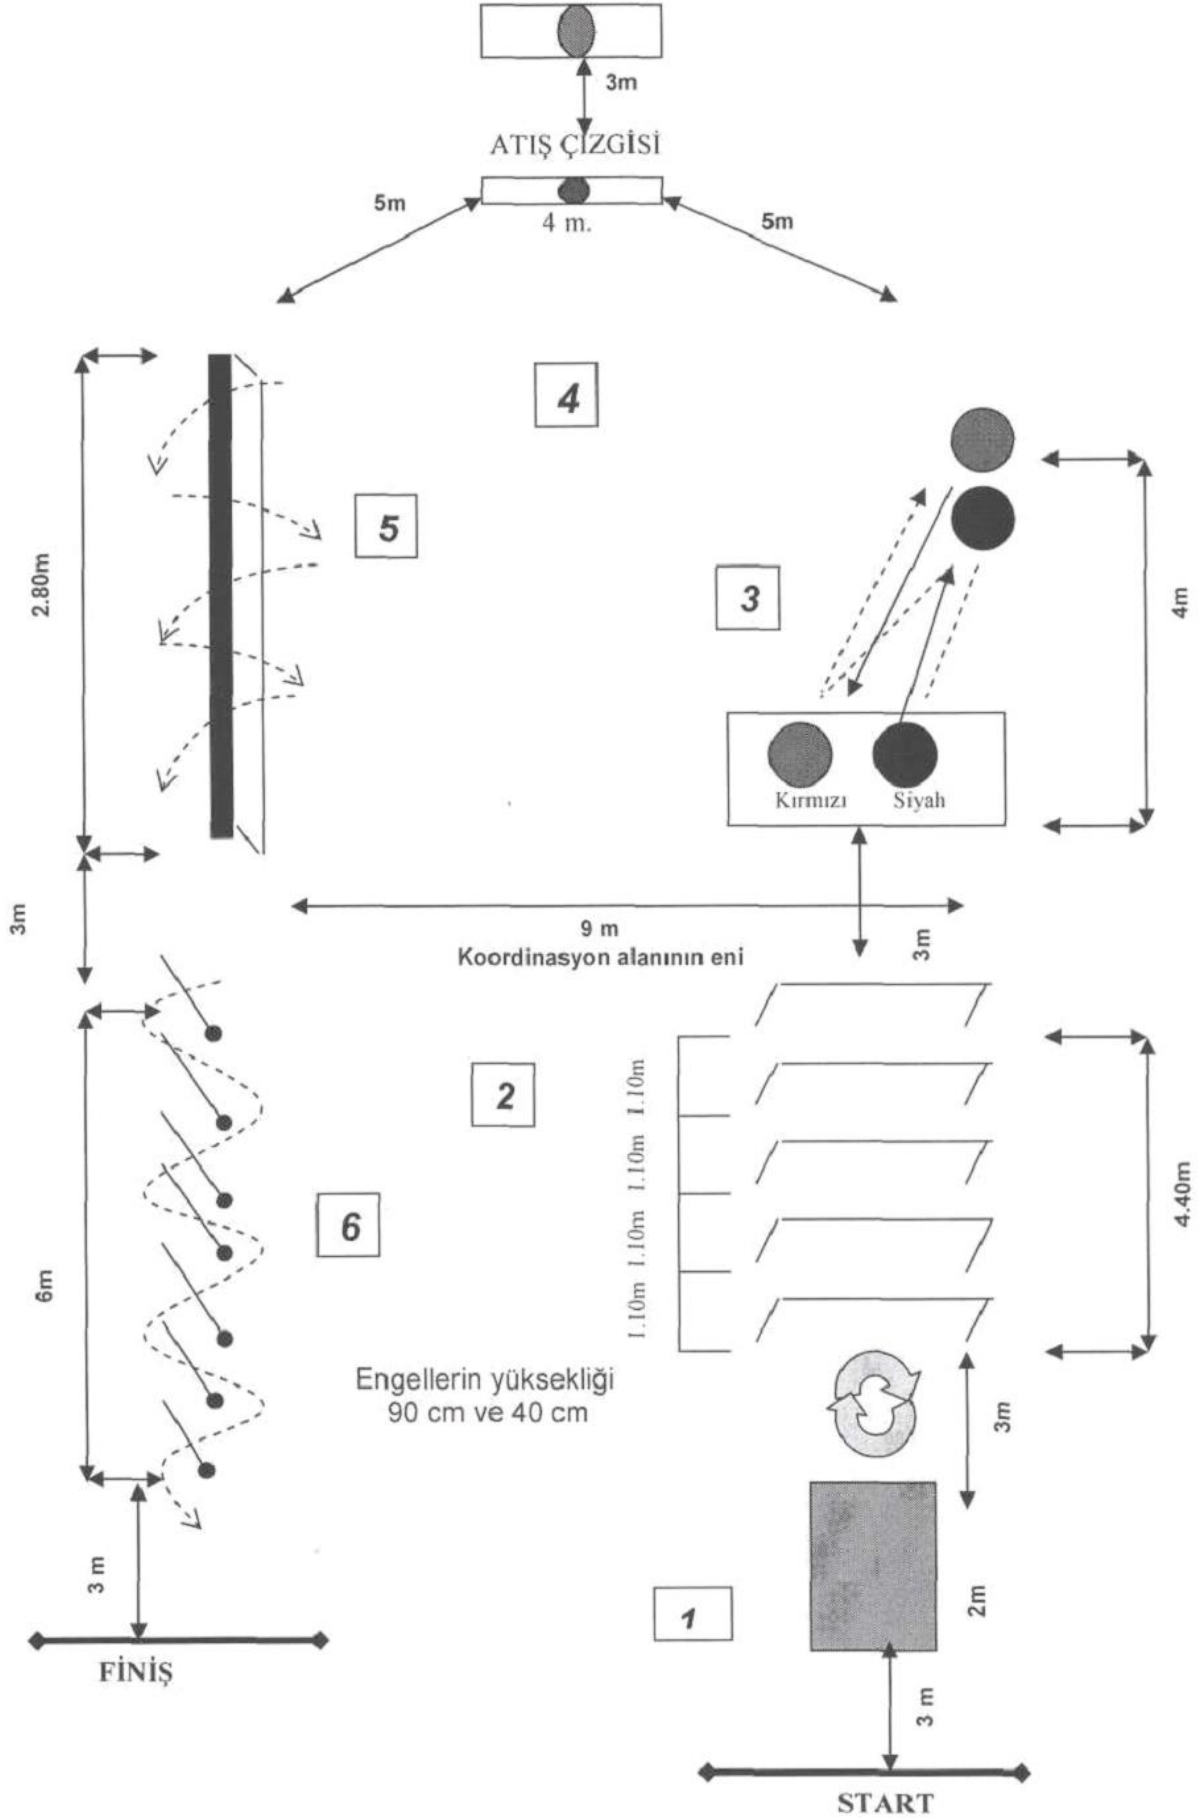 3m
ATIŞ ÇİZGİSİ
5m
4 m.
5m
4
5
2.80m
3
4m
Kırmızı
Siyah
3m
9 m
Koordinasyon alanının eni
3m
2
1.10m
1.10m
1.10m
1.10m
4.40m
6
6m
Engellerin yüksekliği
90 cm ve 40 cm
3m
3 m
1
2m
FİNİŞ
3 m
START